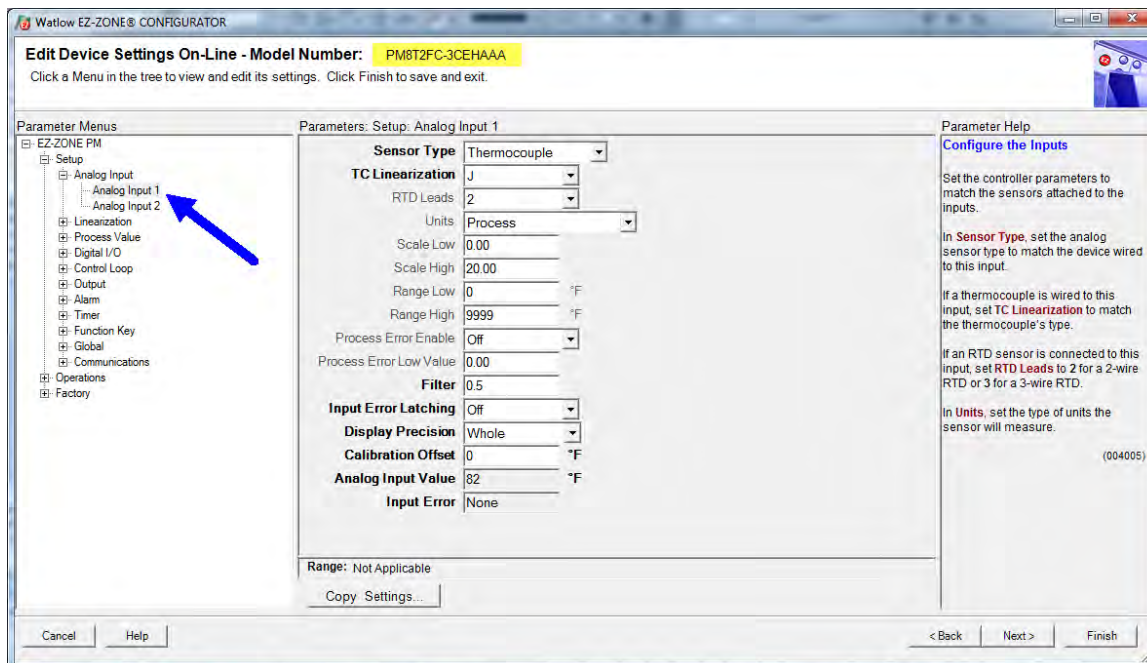 Watlow EZ-ZONE® CONFIGURATOR
Edit Device Settings On-Line - Model Number: PM8T2FC-3CEHAAA
Click a Menu in the tree to view and edit its settings. Click Finish to save and exit.
Parameter Menus
EZ-ZONE PM
Setup
Analog Input
Analog Input 1
Analog Input 2
Linearization
Process Value
Digital I/O
Control Loop
Output
Alarm
Timer
Function Key
Global
Communications
Operations
Factory
Parameters: Setup: Analog Input 1
Sensor Type Thermocouple
TC Linearization J
RTD Leads 2
Units Process
Scale Low 0.00
Scale High 20.00
Range Low 0 °F
Range High 9999 °F
Process Error Enable Off
Process Error Low Value 0.00
Filter 0.5
Input Error Latching Off
Display Precision Whole
Calibration Offset 0 °F
Analog Input Value 82 °F
Input Error None
Range: Not Applicable
Copy Settings...
Parameter Help
Configure the Inputs
Set the controller parameters to
match the sensors attached to the
inputs.
In Sensor Type, set the analog
sensor type to match the device wired
to this input.
If a thermocouple is wired to this
input, set TC Linearization to match
the thermocouple's type.
If an RTD sensor is connected to this
input, set RTD Leads to 2 for a 2-wire
RTD or 3 for a 3-wire RTD.
In Units, set the type of units the
sensor will measure.
(004005)
Cancel Help < Back Next > Finish